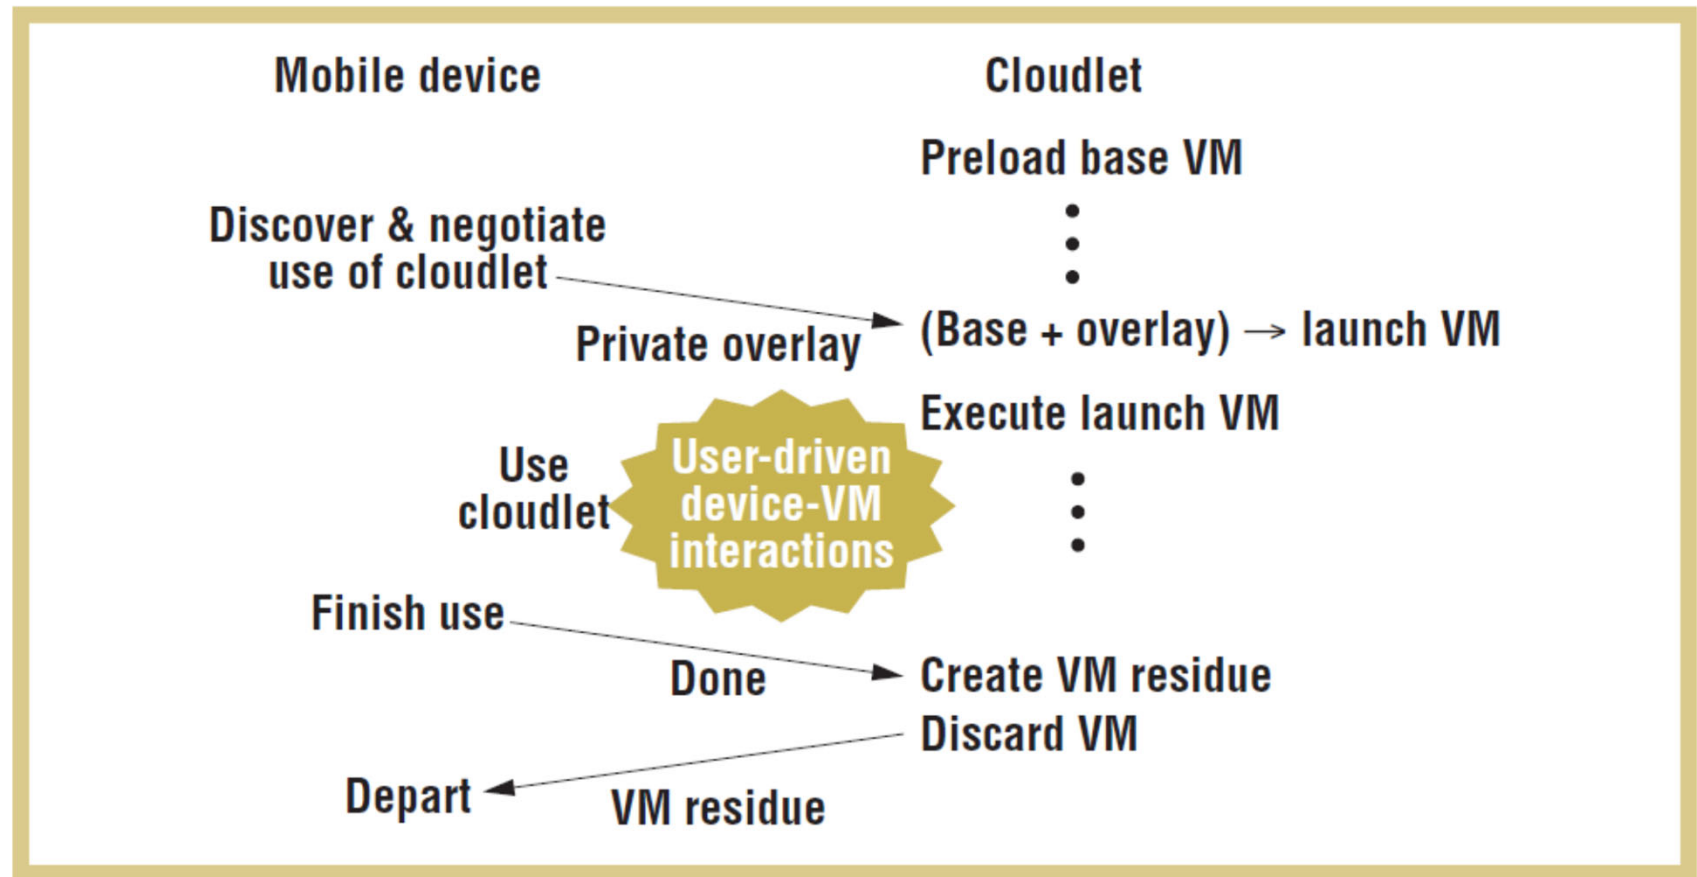 Mobile device
Cloudlet
Preload base VM
Discover & negotiate
use of cloudlet
Private overlay
(Base + overlay) → launch VM
Execute launch VM
Use
cloudlet
User-driven
device-VM
interactions
Finish use
Done
Create VM residue
Discard VM
Depart
VM residue